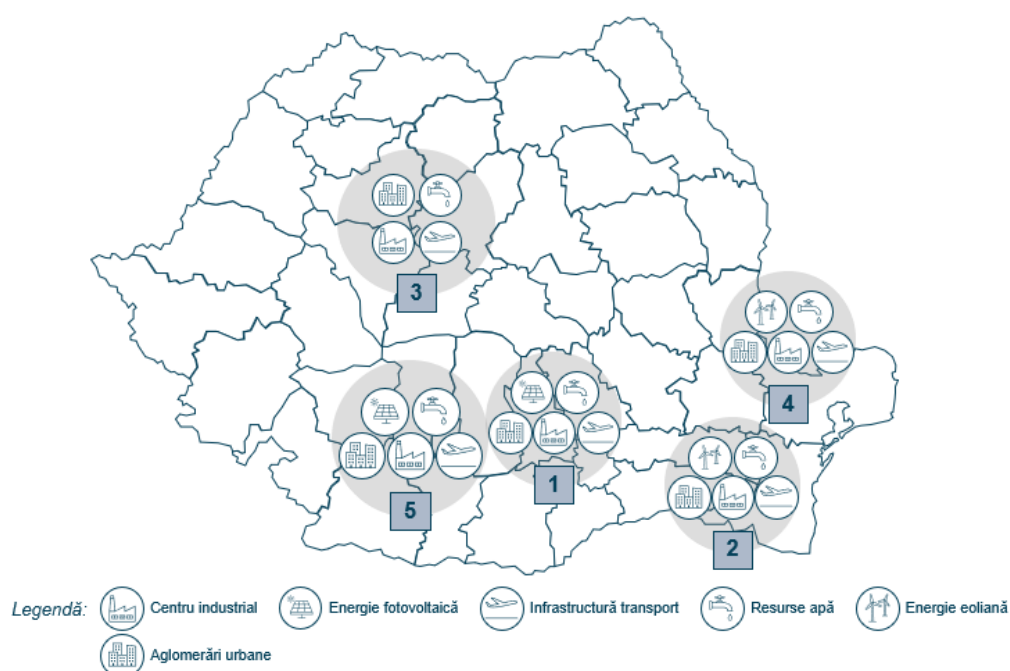 3
4
1
5
2
Legendă: Centru industrial Energie fotovoltaică Infrastructură transport Resurse apă Energie eoliană
Aglomerări urbane